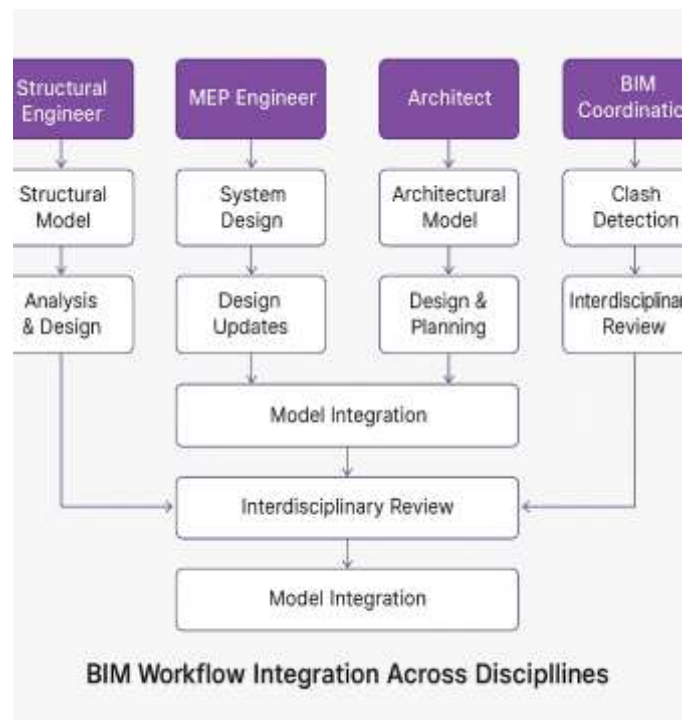 Structural
Engineer
MEP Engineer
Architect
BIM
Coordinatio
Structural
Model
System
Design
Architectural
Model
Clash
Detection
Analysis
& Design
Design
Updates
Design &
Planning
Interdisciplinar
Review
Model Integration
Interdisciplinary Review
Model Integration
BIM Workflow Integration Across Discipllines